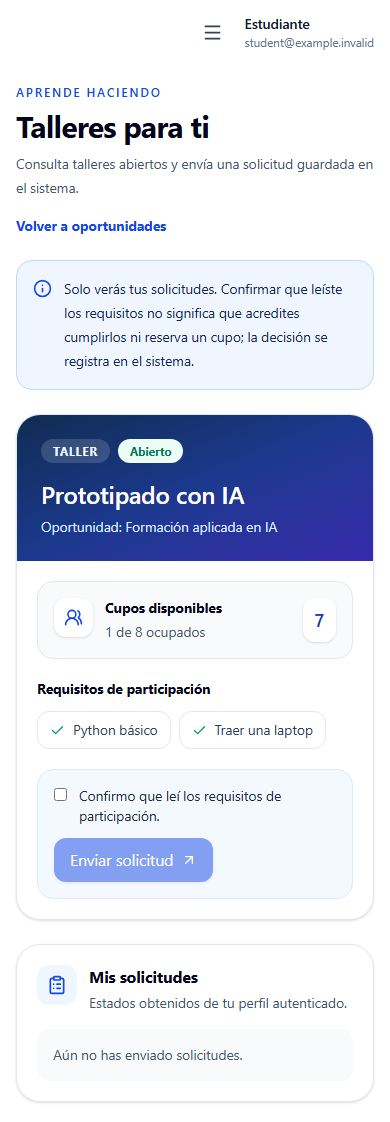 Estudiante
student@example.invalid
APRENDE HACIENDO
Talleres para ti
Consulta talleres abiertos y envía una solicitud guardada en
el sistema.
Volver a oportunidades
Solo verás tus solicitudes. Confirmar que leíste
los requisitos no significa que acredites
cumplirlos ni reserva un cupo; la decisión se
registra en el sistema.
TALLER
Abierto
Prototipado con IA
Oportunidad: Formación aplicada en IA
Cupos disponibles
1 de 8 ocupados
7
Requisitos de participación
Python básico
Traer una laptop
Confirmo que leí los requisitos de
participación.
Enviar solicitud
Mis solicitudes
Estados obtenidos de tu perfil autenticado.
Aún no has enviado solicitudes.